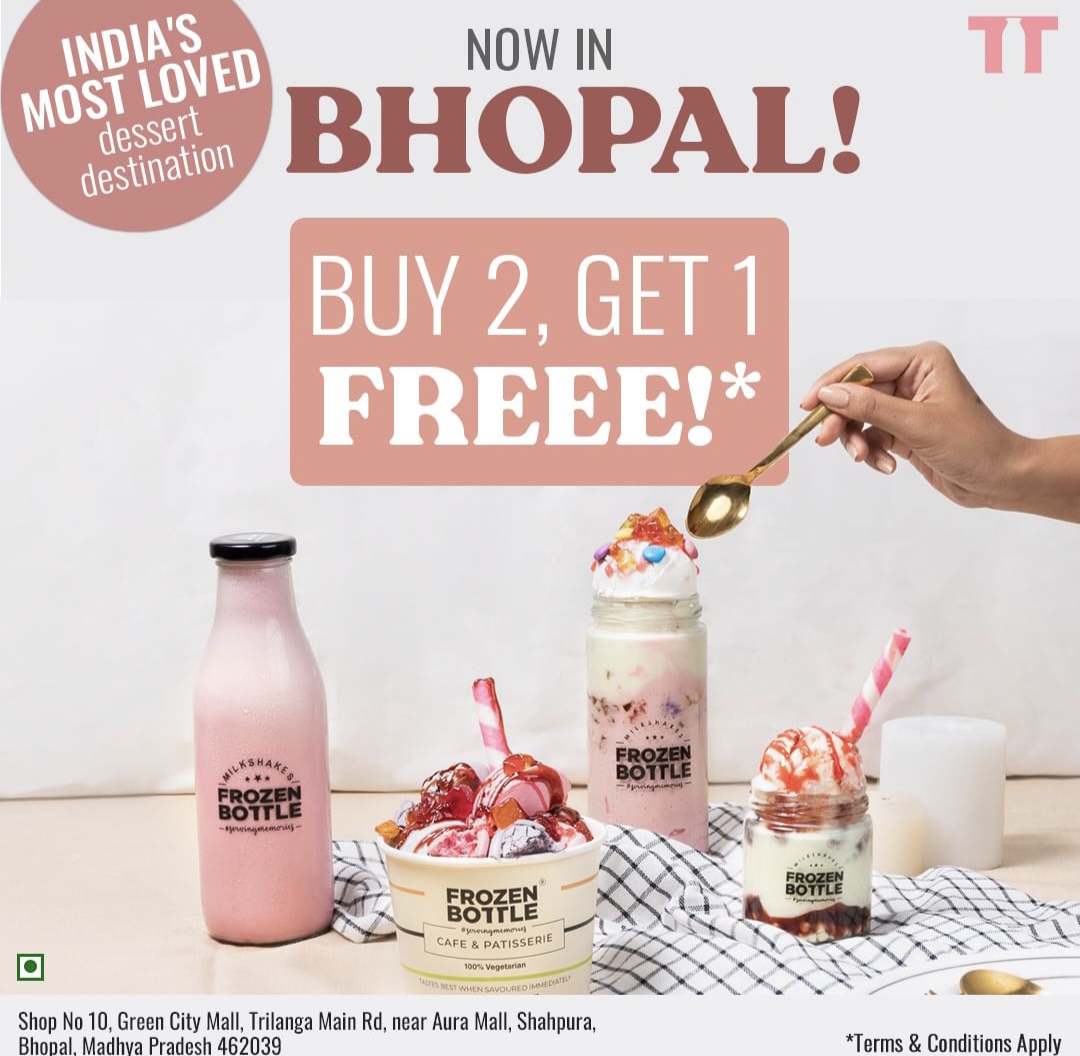 INDIA'S
MOST LOVED
dessert
destination
NOW IN
BHOPAL!
BUY 2, GET 1
FREEE!*
MILKSHAKES
FROZEN
BOTTLE
#servingmemories
MILKSHAKES
FROZEN
BOTTLE
#servingmemories
FROZEN
BOTTLE
#servingmemories
CAFE & PATISSERIE
100% Vegetarian
TASTES BEST WHEN SAVOURED IMMEDIATELY
FROZEN
BOTTLE
Shop No 10, Green City Mall, Trilanga Main Rd, near Aura Mall, Shahpura,
Bhopal, Madhya Pradesh 462039
*Terms & Conditions Apply